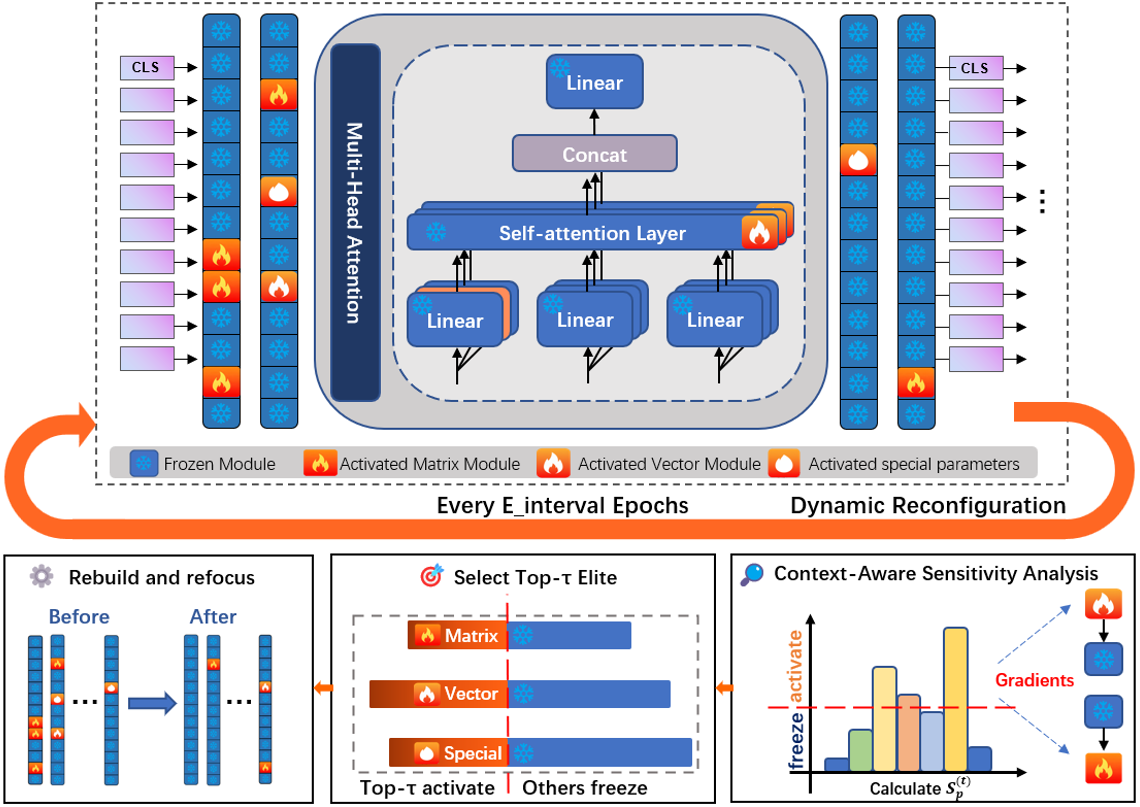 CLS
CLS
Multi-Head Attention
Linear
Concat
Self-attention Layer
Linear
Linear
Linear
...
Frozen Module
Activated Matrix Module
Activated Vector Module
Activated special parameters
Every E_interval Epochs
Dynamic Reconfiguration
Rebuild and refocus
Before
After
...
...
Select Top-τ Elite
Matrix
Vector
Special
Top-τ activate
Others freeze
Context-Aware Sensitivity Analysis
activate
freeze
Gradients
Calculate $S_p^{(t)}$